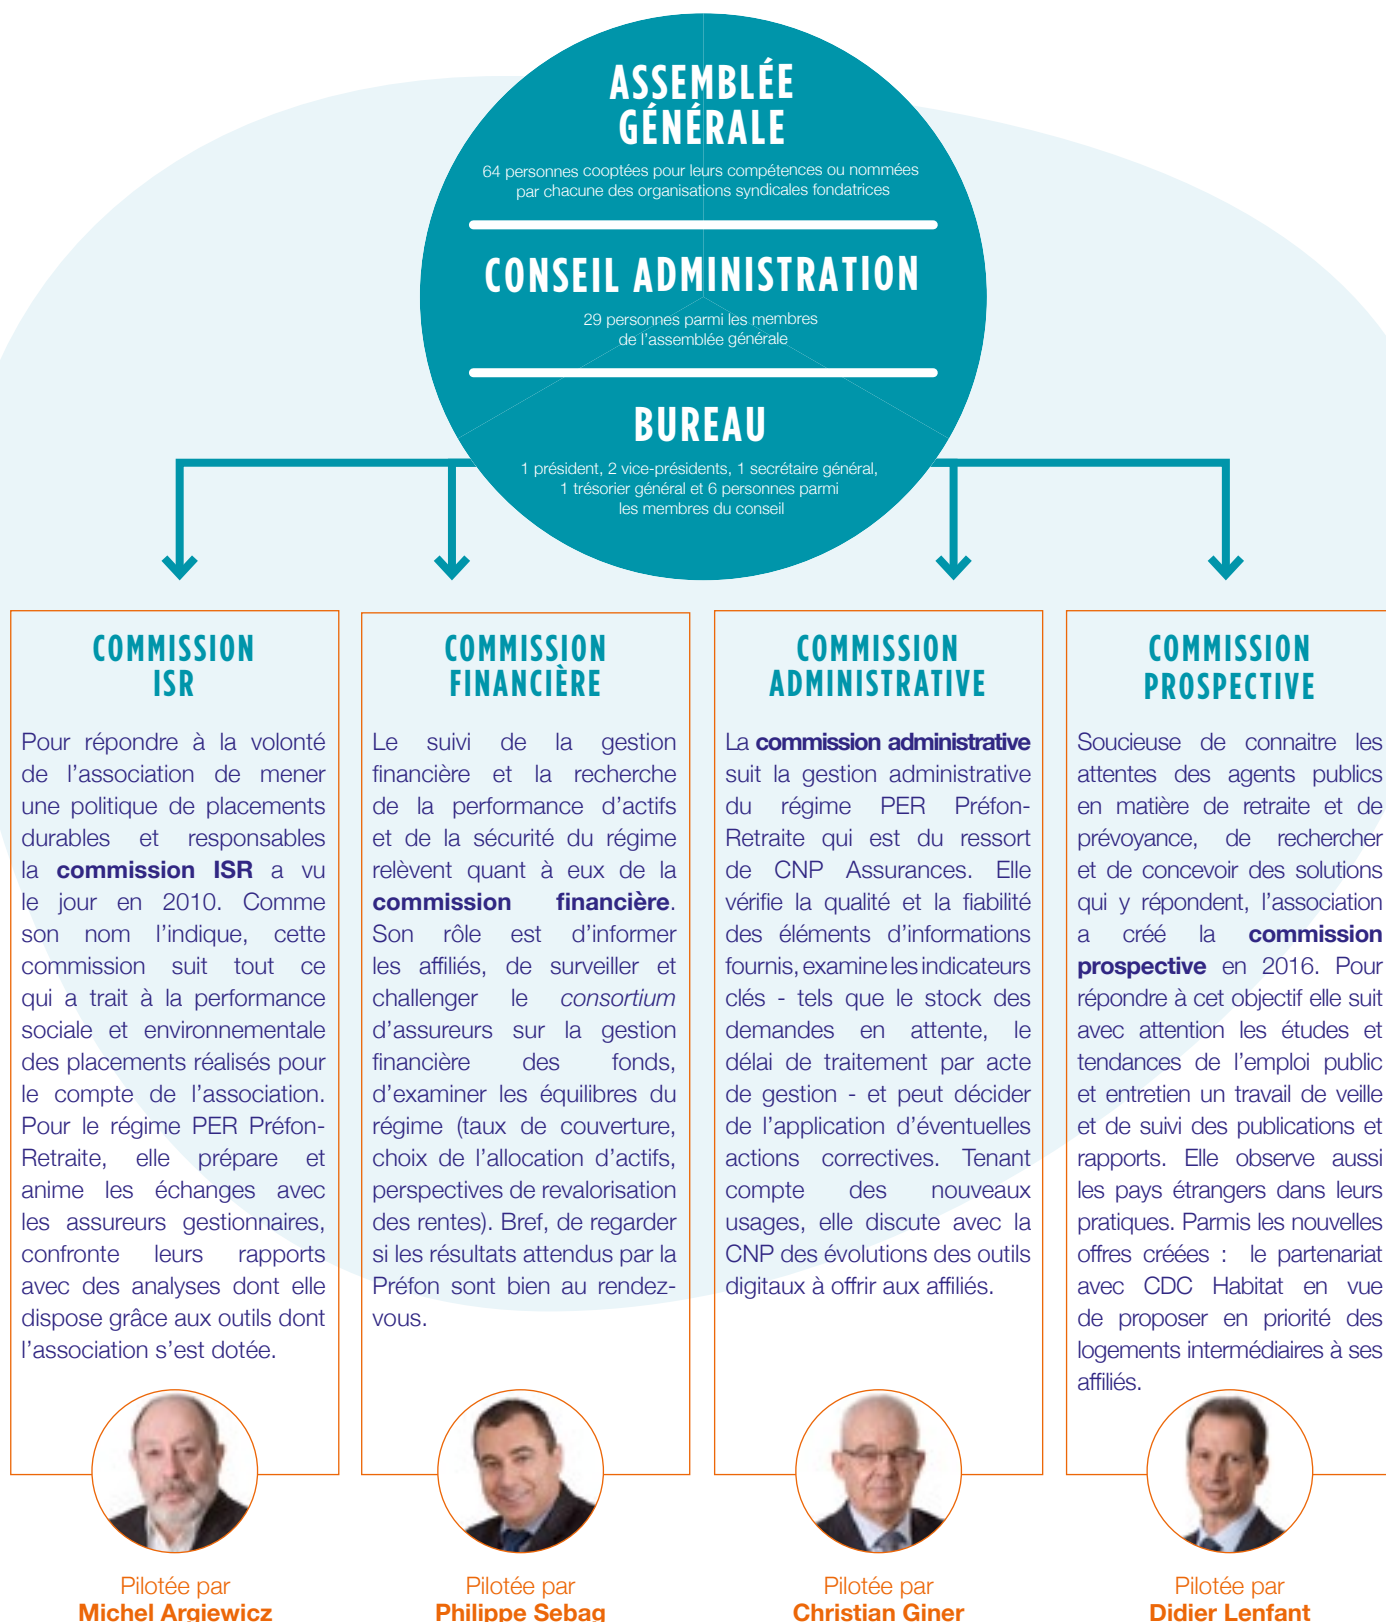 ASSEMBLÉE
GÉNÉRALE
64 personnes cooptées pour leurs compétences ou nommées
par chacune des organisations syndicales fondatrices
CONSEIL ADMINISTRATION
29 personnes parmi les membres
de l'assemblée générale
BUREAU
1 président, 2 vice-présidents, 1 secrétaire général,
1 trésorier général et 6 personnes parmi
les membres du conseil
COMMISSION
ISR
Pour répondre à la volonté
de l'association de mener
une politique de placements
durables et responsables
la commission ISR a vu
le jour en 2010. Comme
son nom l'indique, cette
commission suit tout ce
qui a trait à la performance
sociale et environnementale
des placements réalisés pour
le compte de l'association.
Pour le régime PER Préfon-
Retraite, elle prépare et
anime les échanges avec
les assureurs gestionnaires,
confronte leurs rapports
avec des analyses dont elle
dispose grâce aux outils dont
l'association s'est dotée.
Pilotée par
Michel Argiewicz
COMMISSION
FINANCIÈRE
Le suivi de la gestion
financière et la recherche
de la performance d'actifs
et de la sécurité du régime
relèvent quant à eux de la
commission financière.
Son rôle est d'informer
les affiliés, de surveiller et
challenger le consortium
d'assureurs sur la gestion
financière des fonds,
d'examiner les équilibres du
régime (taux de couverture,
choix de l'allocation d'actifs,
perspectives de revalorisation
des rentes). Bref, de regarder
si les résultats attendus par la
Préfon sont bien au rendez-
vous.
Pilotée par
Philippe Sebag
COMMISSION
ADMINISTRATIVE
La commission administrative
suit la gestion administrative
du régime PER Préfon-
Retraite qui est du ressort
de CNP Assurances. Elle
vérifie la qualité et la fiabilité
des éléments d'informations
fournis, examine les indicateurs
clés - tels que le stock des
demandes en attente, le
délai de traitement par acte
de gestion - et peut décider
de l'application d'éventuelles
actions correctives. Tenant
compte des nouveaux
usages, elle discute avec la
CNP des évolutions des outils
digitaux à offrir aux affiliés.
Pilotée par
Christian Giner
COMMISSION
PROSPECTIVE
Soucieuse de connaitre les
attentes des agents publics
en matière de retraite et de
prévoyance, de rechercher
et de concevoir des solutions
qui y répondent, l'association
a créé la commission
prospective en 2016. Pour
répondre à cet objectif elle suit
avec attention les études et
tendances de l'emploi public
et entretien un travail de veille
et de suivi des publications et
rapports. Elle observe aussi
les pays étrangers dans leurs
pratiques. Parmis les nouvelles
offres créées : le partenariat
avec CDC Habitat en vue
de proposer en priorité des
logements intermédiaires à ses
affiliés.
Pilotée par
Didier Lenfant